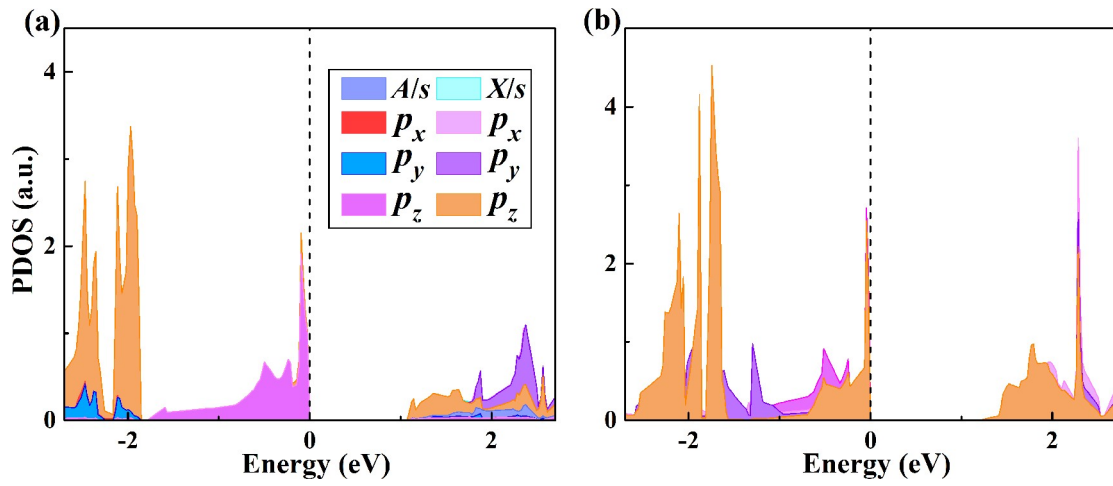 (a)
(b)
PDOS (a.u.)
4
2
0
A/s X/s
p_x p_x
p_y p_y
p_z p_z
-2 0 2
Energy (eV)
4
2
0
-2 0 2
Energy (eV)